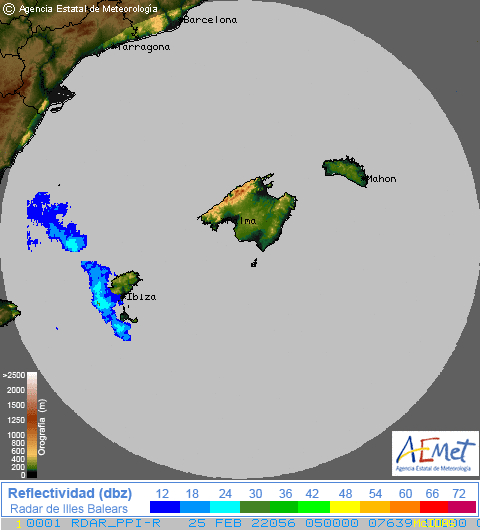 © Agencia Estatal de Meteorología
Barcelona
Tarragona
Mahon
lma
Ibiza
>2500
2000
1500
1000
800
600
400
200
0
Orografía (m)
AEMet
Agencia Estatal de Meteorología
Reflectividad (dbz)
Radar de Illes Balears
12 18 24 30 36 42 48 54 60 66 72
1 0001 RDAR_PPI-R 25 FEB 22056 050000 07639